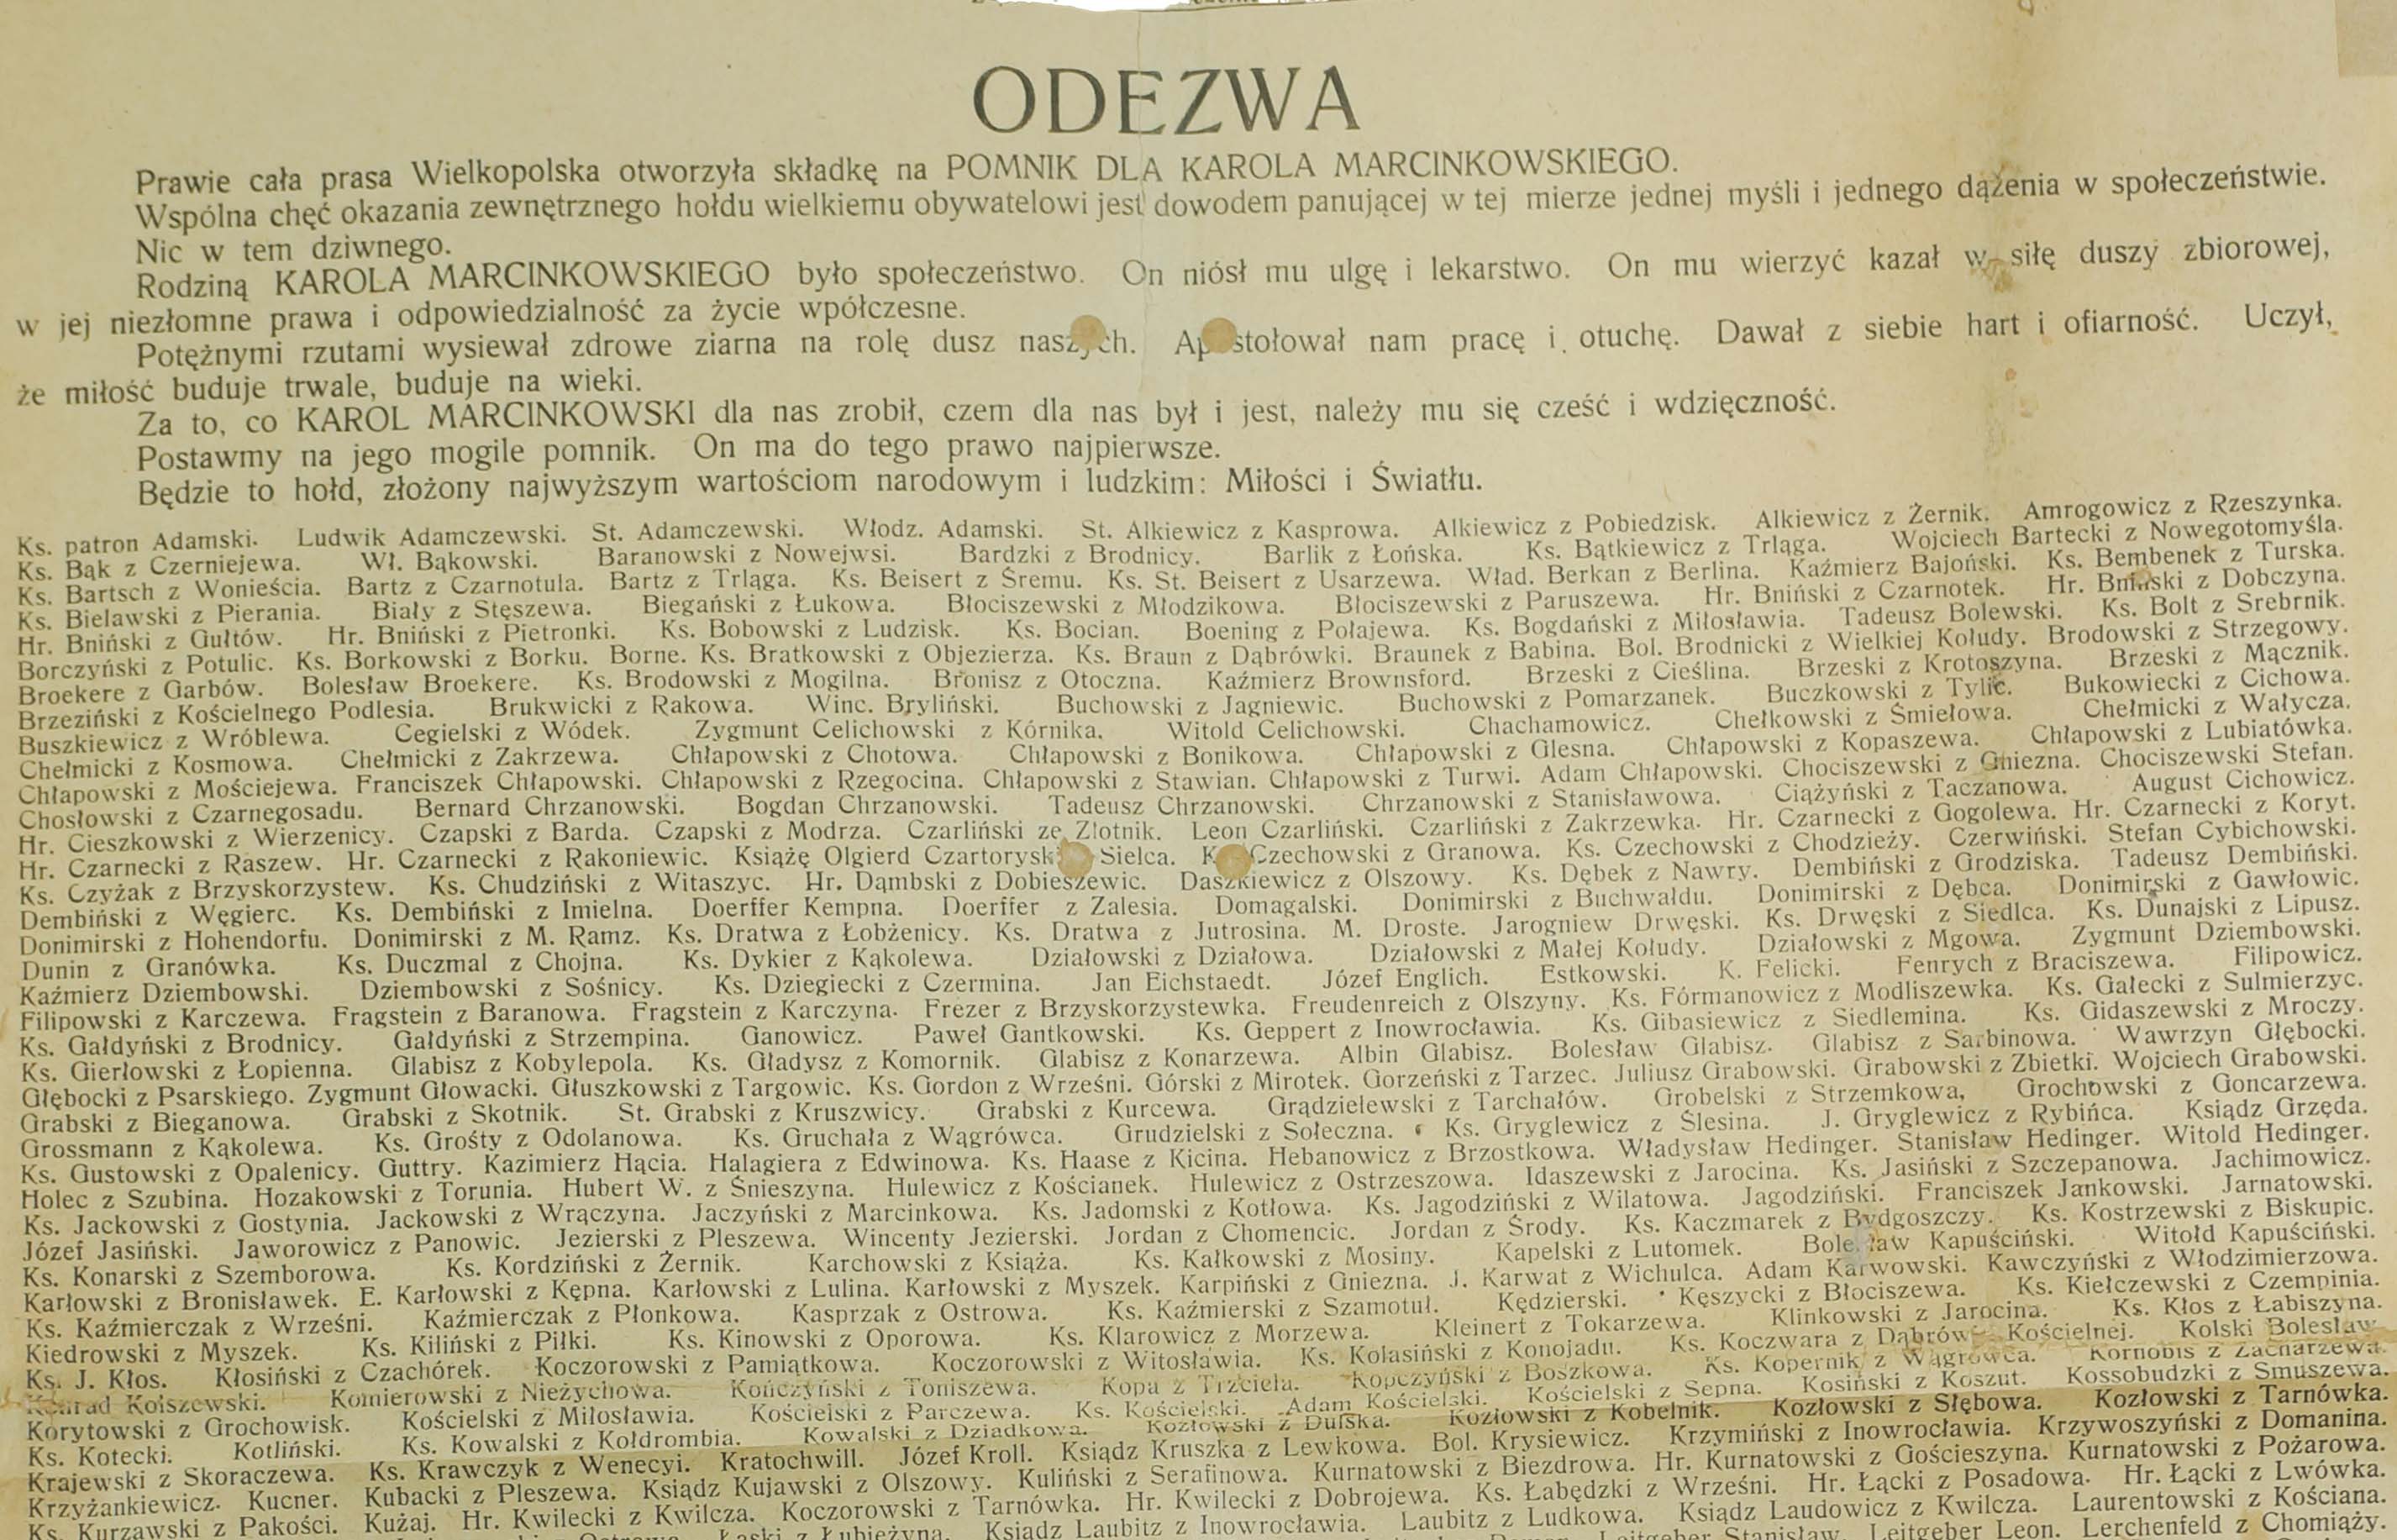 ODEZWA
Prawie cała prasa Wielkopolska otworzyła składkę na POMNIK DLA KAROLA MARCINKOWSKIEGO.
Wspólna chęć okazania zewnętrznego hołdu wielkiemu obywatelowi jest dowodem panującej w tej mierze jednej myśli i jednego dążenia w społeczeństwie.
Nic w tem dziwnego.
Rodziną KAROLA MARCINKOWSKIEGO było społeczeństwo. On niósł mu ulgę i lekarstwo. On mu wierzyć kazał w siłę duszy zbiorowej,
w jej niezłomne prawa i odpowiedzialność za życie wpółczesne.
Potężnymi rzutami wysiewał zdrowe ziarna na rolę dusz naszych. Apostołował nam pracę i otuchę. Dawał z siebie hart i ofiarność. Uczył,
że miłość buduje trwale, buduje na wieki.
Za to, co KAROL MARCINKOWSKI dla nas zrobił, czem dla nas był i jest, należy mu się cześć i wdzięczność.
Postawmy na jego mogile pomnik. On ma do tego prawo najpierwsze.
Będzie to hołd, złożony najwyższym wartościom narodowym i ludzkim: Miłości i Światłu.
Ks. patron Adamski. Ludwik Adamczewski. St. Adamczewski. Włodz. Adamski. St. Alkiewicz z Kasprowa. Alkiewicz z Pobiedzisk. Alkiewicz z Żernik. Amrogowicz z Rzeszynka.
Ks. Bąk z Czerniejewa. Wł. Bąkowski. Baranowski z Nowejwsi. Bardzki z Brodnicy. Barlik z Łońska. Ks. Bątkiewicz z Trląga. Wojciech Bartecki z Nowegotomyśla.
Ks. Bartsch z Wonieścia. Bartz z Czarnotula. Bartz z Trląga. Ks. Beisert z Śremu. Ks. St. Beisert z Usarzewa. Wład. Berkan z Berlina. Kaźmierz Bajoński. Ks. Bembenek z Turska.
Ks. Bielawski z Pierania. Biały z Stęszewa. Biegański z Łukowa. Błociszewski z Młodzikowa. Błociszewski z Paruszewa. Hr. Bniński z Czarnotek. Hr. Bniński z Dobczyna.
Hr. Bniński z Gułtów. Hr. Bniński z Pietronki. Ks. Bobowski z Ludzisk. Ks. Bocian. Boening z Połajewa. Ks. Bogdański z Miłosławia. Tadeusz Bolewski. Ks. Bolt z Srebrnik.
Borczyński z Potulic. Ks. Borkowski z Borku. Borne. Ks. Bratkowski z Objezierza. Ks. Braun z Dąbrówki. Braunek z Babina. Bol. Brodnicki z Wielkiej Kołudy. Brodowski z Strzegowy.
Broekere z Garbów. Bolesław Broekere. Ks. Brodowski z Mogilna. Bronisz z Otoczna. Kaźmierz Brownsford. Brzeski z Cieślina. Brzeski z Krotoszyna. Brzeski z Mącznik.
Brzeziński z Kościelnego Podlesia. Brukwicki z Rakowa. Winc. Bryliński. Buchowski z Jagniewic. Buchowski z Pomarzanek. Buczkowski z Tylic. Bukowiecki z Cichowa.
Buszkiewicz z Wróblewa. Cegielski z Wódek. Zygmunt Celichowski z Kórnika. Witold Celichowski. Chachamowicz. Chełkowski z Śmiełowa. Chełmicki z Wałycza.
Chełmicki z Kosmowa. Chełmicki z Zakrzewa. Chłapowski z Chotowa. Chłapowski z Bonikowa. Chłapowski z Glesna. Chłapowski z Kopaszewa. Chłapowski z Lubiatówka.
Chłapowski z Mościejewa. Franciszek Chłapowski. Chłapowski z Rzegocina. Chłapowski z Stawian. Chłapowski z Turwi. Adam Chłapowski. Chociszewski z Gniezna. Chociszewski Stefan.
Chosłowski z Czarnegosadu. Bernard Chrzanowski. Bogdan Chrzanowski. Tadeusz Chrzanowski. Chrzanowski z Stanisławowa. Ciążyński z Taczanowa. August Cichowicz.
Hr. Cieszkowski z Wierzenicy. Czapski z Barda. Czapski z Modrza. Czarliński ze Złotnik. Leon Czarliński. Czarliński z Zakrzewka. Hr. Czarnecki z Gogolewa. Hr. Czarnecki z Koryt.
Hr. Czarnecki z Raszew. Hr. Czarnecki z Rakoniewic. Książę Olgierd Czartoryski Sielca. Czechowski z Granowa. Ks. Czechowski z Chodzieży. Czerwiński. Stefan Cybichowski.
Ks. Czyżak z Brzyskorzystew. Ks. Chudziński z Witaszyc. Hr. Dąmbski z Dobieszewic. Daszkiewicz z Olszowy. Ks. Dębek z Nawry. Dembiński z Grodziska. Tadeusz Dembiński.
Dembiński z Węgierc. Ks. Dembiński z Imielna. Doerffer Kempna. Doerffer z Zalesia. Domagalski. Donimirski z Buchwałdu. Donimirski z Dębca. Donimirski z Gawłowic.
Donimirski z Hohendorfu. Donimirski z M. Ramz. Ks. Dratwa z Łobżenicy. Ks. Dratwa z Jutrosina. M. Droste. Jarogniew Drwęski. Ks. Drwęski z Siedlca. Ks. Dunajski z Lipusz.
Dunin z Granówka. Ks. Duczmal z Chojna. Ks. Dykier z Kąkolewa. Działowski z Działowa. Działowski z Małej Kołudy. Działowski z Mgowa. Zygmunt Dziembowski.
Kaźmierz Dziembowski. Dziembowski z Sośnicy. Ks. Dziegiecki z Czermina. Jan Eichstaedt. Józef Englich. Estkowski. K. Felicki. Fenrych z Braciszewa. Filipowicz.
Filipowski z Karczewa. Fragstein z Baranowa. Fragstein z Karczyna. Frezer z Brzyskorzystewka. Freudenreich z Olszyny. Ks. Fórmanowicz z Modliszewka. Ks. Gałecki z Sulmierzyc.
Ks. Gałdyński z Brodnicy. Gałdyński z Strzempina. Ganowicz. Paweł Gantkowski. Ks. Geppert z Inowrocławia. Ks. Gibasiewicz z Siedlemina. Ks. Gidaszewski z Mroczy.
Ks. Gierłowski z Łopienna. Glabisz z Kobylepola. Ks. Gładysz z Komornik. Glabisz z Konarzewa. Albin Glabisz. Bolesław Glabisz. Glabisz z Sarbinowa. Wawrzyn Głębocki.
Głębocki z Psarskiego. Zygmunt Głowacki. Głuszkowski z Targowic. Ks. Gordon z Wrześni. Górski z Mirotek. Gorzeński z Tarzec. Juliusz Grabowski. Grabowski z Zbietki. Wojciech Grabowski.
Grabski z Bieganowa. Grabski z Skotnik. St. Grabski z Kruszwicy. Grabski z Kurcewa. Grądzielewski z Tarchałów. Grobelski z Strzemkowa, Grochowski z Goncarzewa.
Grossmann z Kąkolewa. Ks. Grośty z Odolanowa. Ks. Gruchała z Wągrówca. Grudzielski z Sołeczna. Ks. Gryglewicz z Ślesina. J. Gryglewicz z Rybińca. Ksiądz Grzęda.
Ks. Gustowski z Opalenicy. Guttry. Kazimierz Hącia. Halagiera z Edwinowa. Ks. Haase z Kicina. Hebanowicz z Brzostkowa. Władysław Hedinger. Stanisław Hedinger. Witold Hedinger.
Holec z Szubina. Hozakowski z Torunia. Hubert W. z Śnieszyna. Hulewicz z Kościanek. Hulewicz z Ostrzeszowa. Idaszewski z Jarocina. Ks. Jasiński z Szczepanowa. Jachimowicz.
Ks. Jackowski z Gostynia. Jackowski z Wrączyna. Jaczyński z Marcinkowa. Ks. Jadomski z Kotłowa. Ks. Jagodziński z Wilatowa. Jagodziński. Franciszek Jankowski. Jarnatowski.
Józef Jasiński. Jaworowicz z Panowic. Jezierski z Pleszewa. Wincenty Jezierski. Jordan z Chomencic. Jordan z Środy. Ks. Kaczmarek z Bydgoszczy. Ks. Kostrzewski z Biskupic.
Ks. Konarski z Szemborowa. Ks. Kordziński z Żernik. Karchowski z Książa. Ks. Kałkowski z Mosiny. Kapelski z Lutomek. Bolesław Kapuściński. Witołd Kapuściński.
Karłowski z Bronisławek. E. Karłowski z Kępna. Karłowski z Lulina. Karłowski z Myszek. Karpiński z Gniezna. J. Karwat z Wichulca. Adam Karwowski. Kawczyński z Włodzimierzowa.
Ks. Kaźmierczak z Wrześni. Kaźmierczak z Płonkowa. Kasprzak z Ostrowa. Ks. Kaźmierski z Szamotuł. Kędzierski. Kęszycki z Błociszewa. Ks. Kiełczewski z Czempinia.
Kiedrowski z Myszek. Ks. Kiliński z Piłki. Ks. Kinowski z Oporowa. Ks. Klarowicz z Morzewa. Kleinert z Tokarzewa. Klinkowski z Jarocina. Ks. Kłos z Łabiszyna.
Ks. J. Kłos. Kłosiński z Czachórek. Koczorowski z Pamiątkowa. Koczorowski z Witosławia. Ks. Kolasiński z Konojadu. Ks. Koczwara z Dąbrów Kościelnej. Kolski Bolesław
Konrad Kolszewski. Komierowski z Nieżychowa. Kończyński z Toniszewa. Kopa z Trzciela. Kopczyński z Boszkowa. Ks. Kopernik z Wągrowca. Kornobis z Zacharzewa.
Korytowski z Grochowisk. Kościelski z Miłosławia. Kościelski z Parczewa. Ks. Kościelski. Adam Kościelski. Kościelski z Sepna. Kosiński z Koszut. Kossobudzki z Smuszewa.
Ks. Kotecki. Kotliński. Ks. Kowalski z Kołdrombia. Kowalski z Dziadkowa. Kozłowski z Dulska. Kozłowski z Kobelnik. Kozłowski z Słębowa. Kozłowski z Tarnówka.
Krajewski z Skoraczewa. Ks. Krawczyk z Wenecyi. Kratochwill. Józef Kroll. Ksiądz Kruszka z Lewkowa. Bol. Krysiewicz. Krzymiński z Inowrocławia. Krzywoszyński z Domanina.
Krzyżankiewicz. Kucner. Kubacki z Pleszewa. Ksiądz Kujawski z Olszowy. Kuliński z Serafinowa. Kurnatowski z Biezdrowa. Hr. Kurnatowski z Gościeszyna. Kurnatowski z Pożarowa.
Ks. Kurzawski z Pakości. Kużaj. Hr. Kwilecki z Kwilcza. Koczorowski z Tarnówka. Hr. Kwilecki z Dobrojewa. Ks. Łabędzki z Wrześni. Hr. Łącki z Posadowa. Hr. Łącki z Lwówka.
Łaski z Łubieżyna. Ksiądz Laubitz z Inowrocławia. Laubitz z Ludkowa. Ksiądz Laudowicz z Kwilcza. Laurentowski z Kościana.
Leitgeber Stanisław. Leitgeber Leon. Lerchenfeld z Chomiąży.